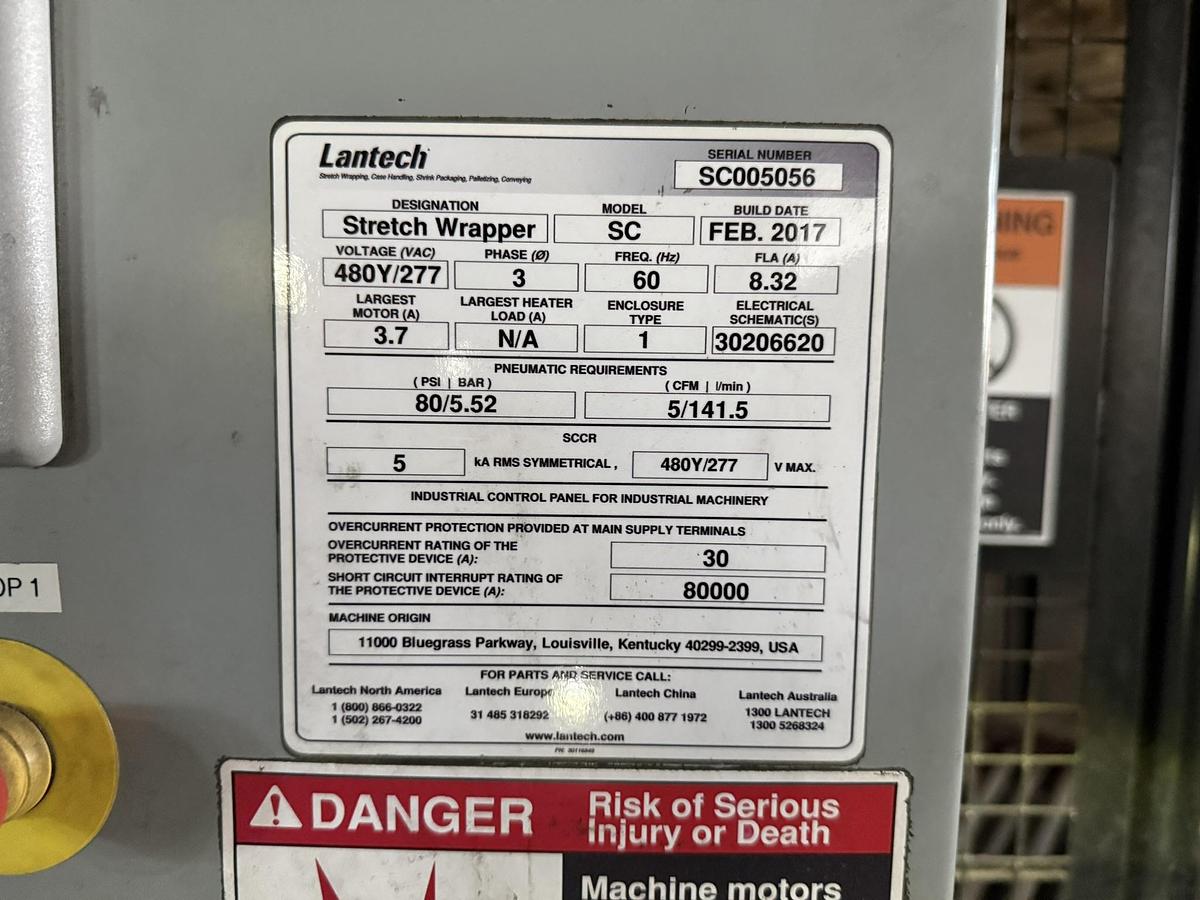 Lantech
Stretch Wrapping, Case Handling, Shrink Packaging, Palletizing, Conveying
SERIAL NUMBER
SC005056
DESIGNATION MODEL BUILD DATE
Stretch Wrapper SC FEB. 2017
VOLTAGE (VAC) PHASE (Ø) FREQ. (Hz) FLA (A)
480Y/277 3 60 8.32
LARGEST MOTOR (A) LARGEST HEATER LOAD (A) ENCLOSURE TYPE ELECTRICAL SCHEMATIC(S)
3.7 N/A 1 30206620
PNEUMATIC REQUIREMENTS
( PSI | BAR ) ( CFM | l/min )
80/5.52 5/141.5
SCCR
5 kA RMS SYMMETRICAL , 480Y/277 V MAX.
INDUSTRIAL CONTROL PANEL FOR INDUSTRIAL MACHINERY
OVERCURRENT PROTECTION PROVIDED AT MAIN SUPPLY TERMINALS
OVERCURRENT RATING OF THE
PROTECTIVE DEVICE (A): 30
SHORT CIRCUIT INTERRUPT RATING OF
THE PROTECTIVE DEVICE (A): 80000
MACHINE ORIGIN
11000 Bluegrass Parkway, Louisville, Kentucky 40299-2399, USA
FOR PARTS AND SERVICE CALL:
Lantech North America Lantech Europe Lantech China Lantech Australia
1 (800) 866-0322 31 485 318292 (+86) 400 877 1972 1300 LANTECH
1 (502) 267-4200 1300 5268324
www.lantech.com
DANGER
Risk of Serious
Injury or Death
Machine motors
OP 1
NING
only.